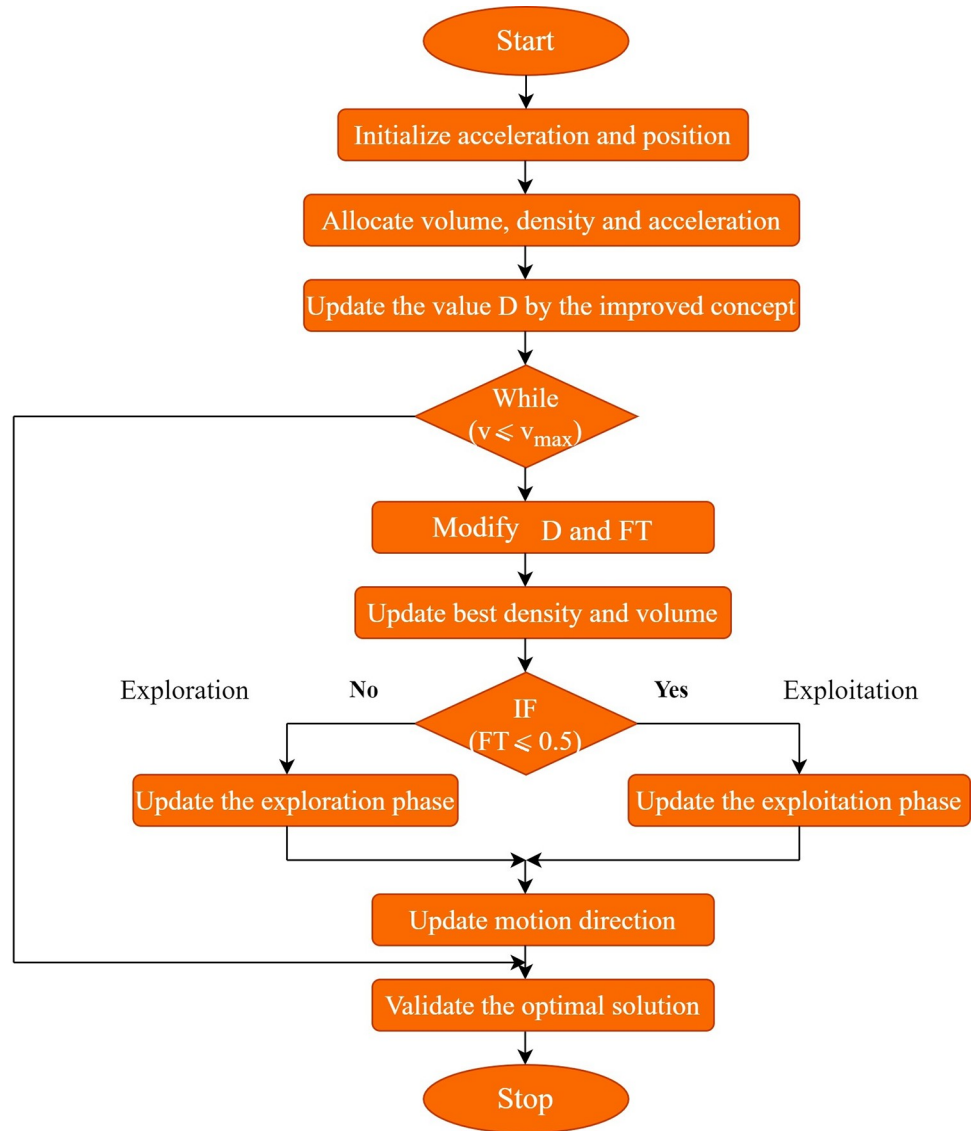 Start
Initialize acceleration and position
Allocate volume, density and acceleration
Update the value D by the improved concept
While
(v ⩽ vmax)
Modify D and FT
Update best density and volume
Exploration No Yes Exploitation
IF
(FT ⩽ 0.5)
Update the exploration phase
Update the exploitation phase
Update motion direction
Validate the optimal solution
Stop